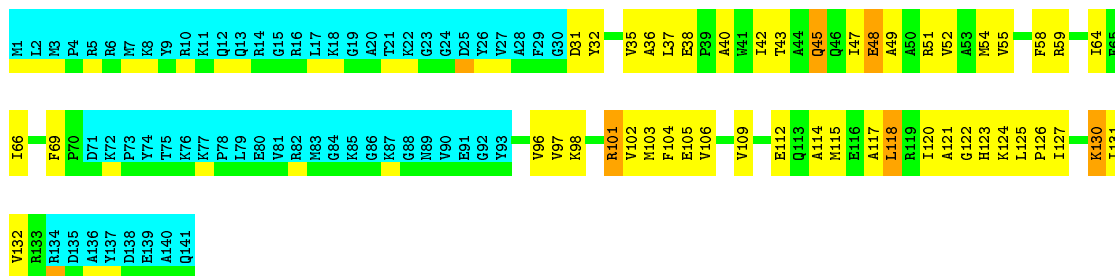 M1 L2 M3 P4 R5 R6 M7 K8 Y9 R10 K11 Q12 Q13 R14 G15 R16 L17 K18 G19 A20 T21 K22 G23 G24 D25 Y26 V27 A28 F29 G30 D31 Y32 V35 A36 L37 E38 P39 A40 W41 I42 T43 A44 Q45 Q46 I47 E48 A49 A50 R51 V52 A53 M54 V55 F58 R59 I64 F65
I66 F69 P70 D71 K72 P73 Y74 T75 K76 K77 P78 L79 E80 V81 R82 M83 G84 K85 G86 K87 G88 N89 V90 E91 G92 Y93 V96 V97 K98 R101 V102 M103 F104 E105 V106 V109 E112 Q113 A114 M115 E116 A117 L118 R119 I120 A121 G122 H123 K124 L125 P126 I127 K130 I131
V132 R133 R134 D135 A136 Y137 D138 E139 A140 Q141